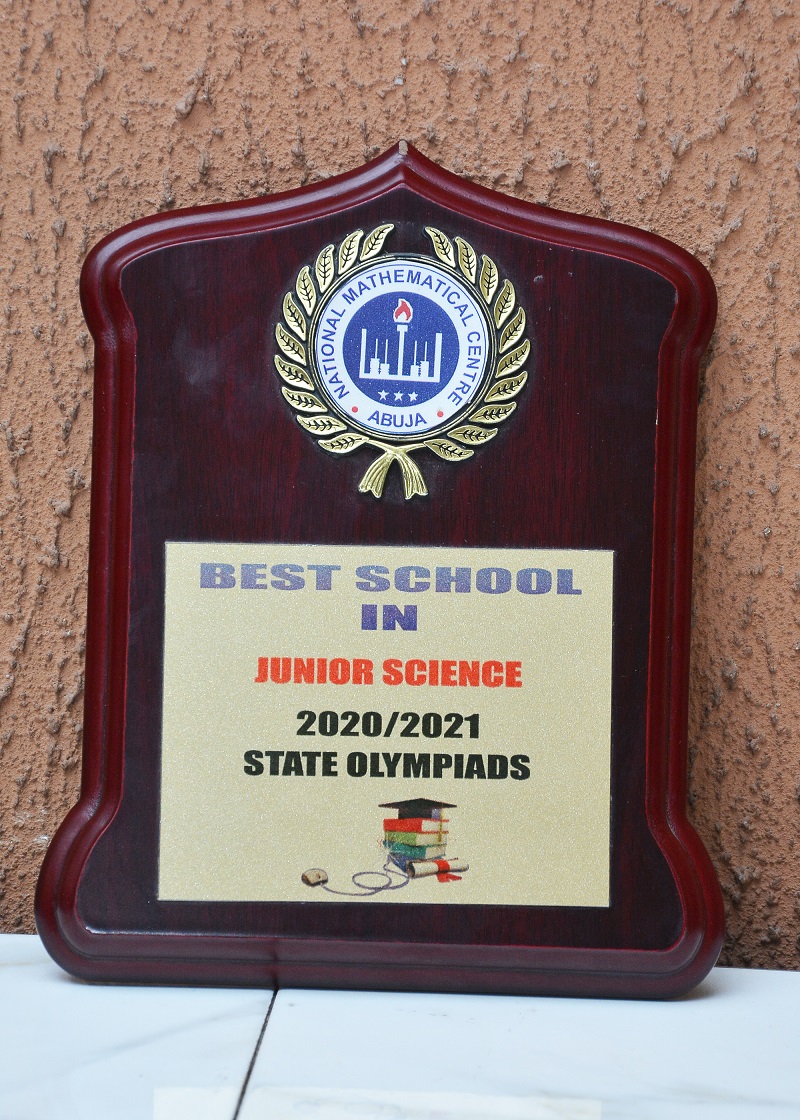 NATIONAL MATHEMATICAL CENTRE
ABUJA
BEST SCHOOL
IN
JUNIOR SCIENCE
2020/2021
STATE OLYMPIADS